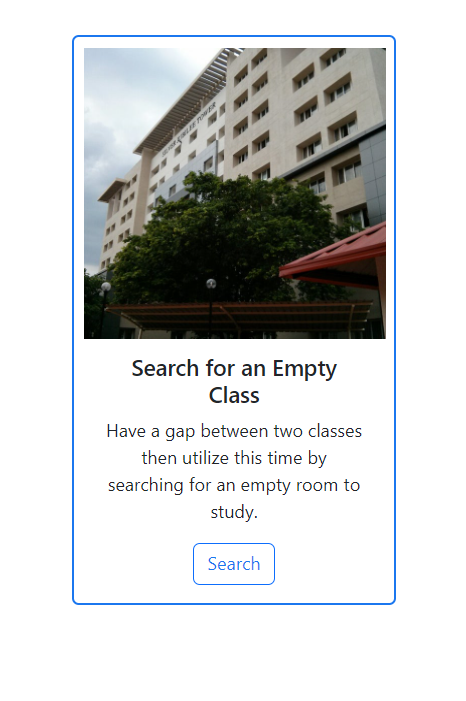 TOWER
Search for an Empty
Class
Have a gap between two classes
then utilize this time by
searching for an empty room to
study.
Search